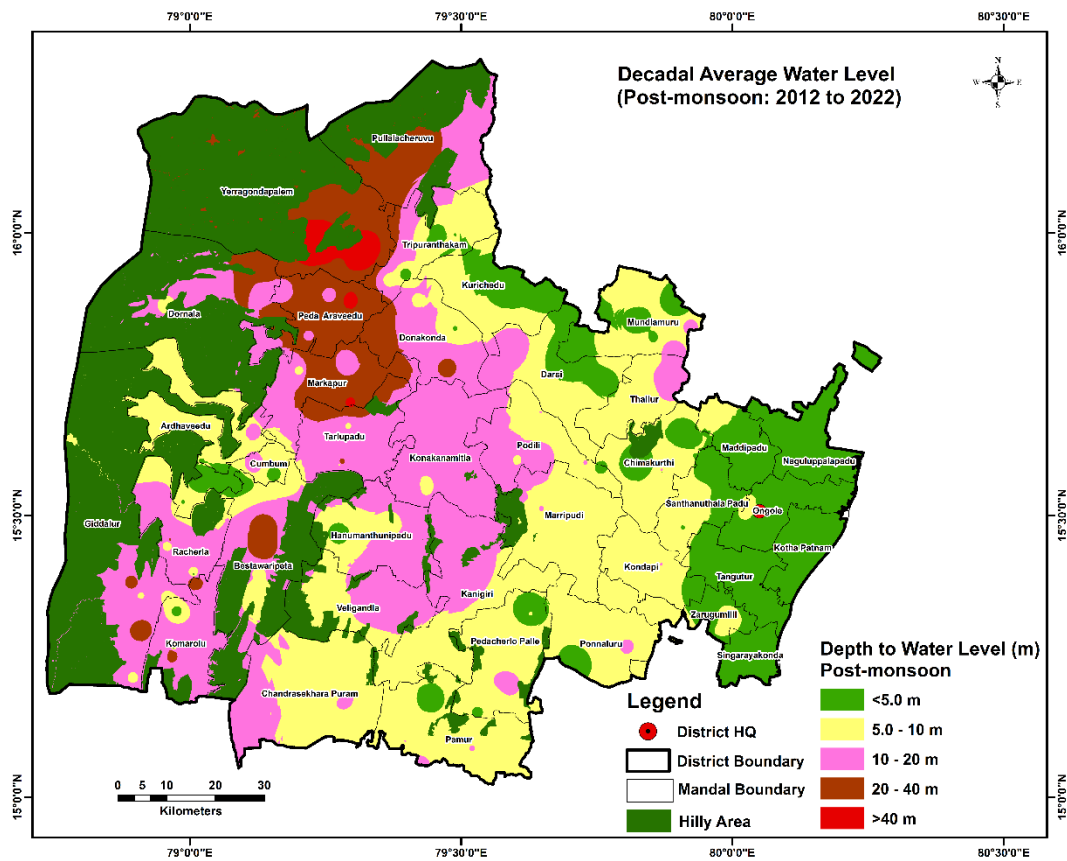 79°0'0"E
79°30'0"E
80°0'0"E
80°30'0"E
Decadal Average Water Level
(Post-monsoon: 2012 to 2022)
N
W E
S
16°0'0"N
15°30'0"N
15°0'0"N
16°0'0"N
15°30'0"N
15°0'0"N
Pullalacheruvu
Yerragondapalem
Tripuranthakam
Kurichedu
Dornala
Peda Araveedu
Mundlamuru
Donakonda
Darsi
Markapur
Thallur
Ardhaveedu
Tarlupadu
Podili
Maddipadu
Cumbum
Konakanamitla
Chimakurthi
Naguluppalapadu
Santhanuthala Padu
Giddalur
Marripudi
Ongole
Hanumanthunipadu
Racherla
Kotha Patnam
Bestawaripeta
Kondapi
Tangutur
Kanigiri
Veligandla
Zarugumilli
Komarolu
Pedacherlo Palle
Ponnaluru
Singarayakonda
Chandrasekhara Puram
Pamur
Legend
District HQ
District Boundary
Mandal Boundary
Hilly Area
Depth to Water Level (m)
Post-monsoon
<5.0 m
5.0 - 10 m
10 - 20 m
20 - 40 m
>40 m
0 5 10 20 30
Kilometers
79°0'0"E
79°30'0"E
80°0'0"E
80°30'0"E